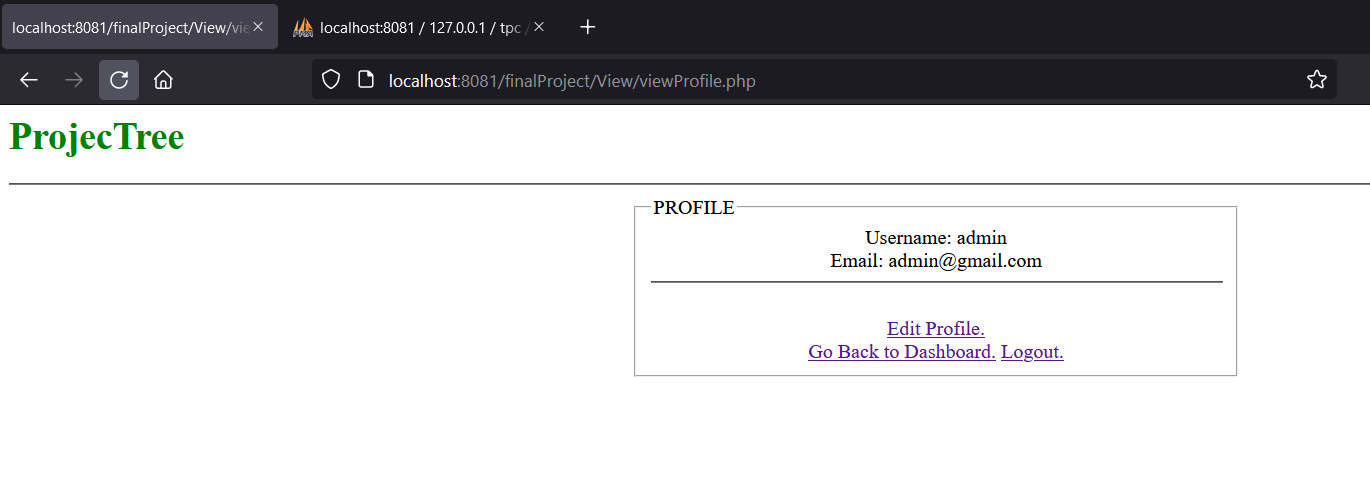 localhost:8081/finalProject/View/vie
localhost:8081 / 127.0.0.1 / tpc /
localhost:8081/finalProject/View/viewProfile.php
ProjecTree
PROFILE
Username: admin
Email: admin@gmail.com
Edit Profile.
Go Back to Dashboard. Logout.